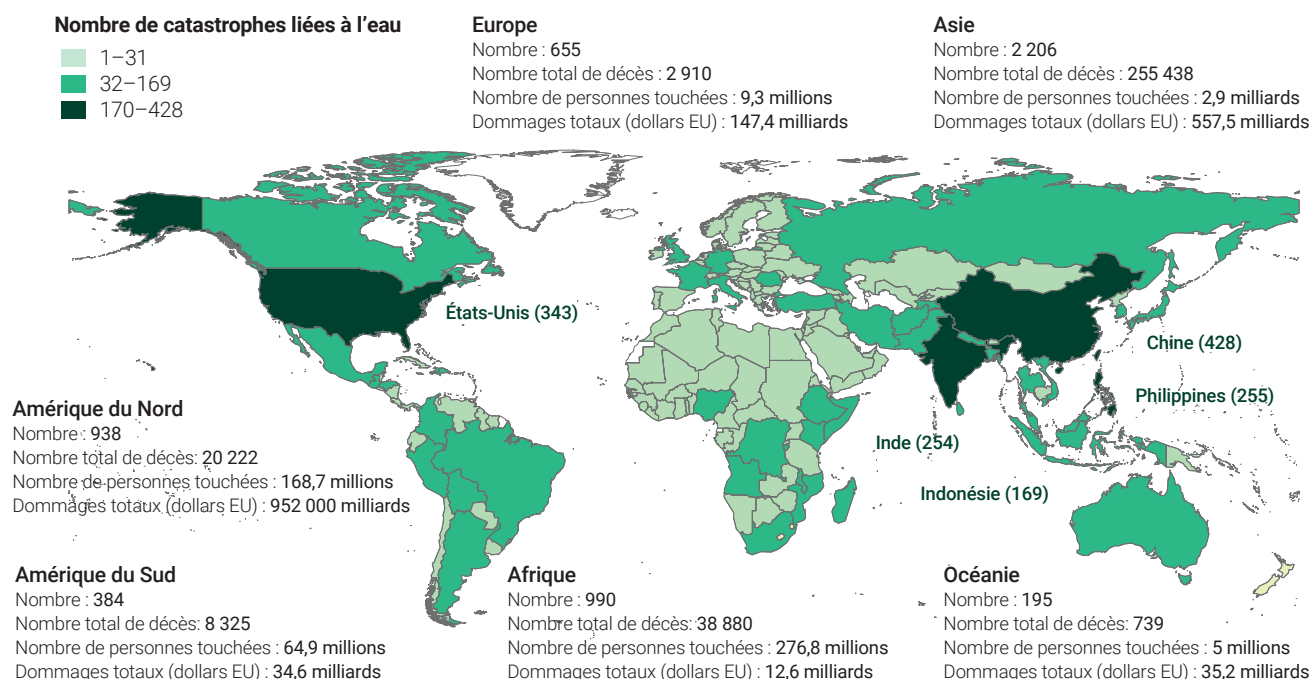 Nombre de catastrophes liées à l’eau
1–31
32–169
170–428
Europe
Nombre : 655
Nombre total de décès : 2 910
Nombre de personnes touchées : 9,3 millions
Dommages totaux (dollars EU) : 147,4 milliards
Asie
Nombre : 2 206
Nombre total de décès : 255 438
Nombre de personnes touchées : 2,9 milliards
Dommages totaux (dollars EU) : 557,5 milliards
États-Unis (343)
Chine (428)
Philippines (255)
Inde (254)
Indonésie (169)
Amérique du Nord
Nombre : 938
Nombre total de décès: 20 222
Nombre de personnes touchées : 168,7 millions
Dommages totaux (dollars EU) : 952 000 milliards
Amérique du Sud
Nombre : 384
Nombre total de décès: 8 325
Nombre de personnes touchées : 64,9 millions
Dommages totaux (dollars EU) : 34,6 milliards
Afrique
Nombre : 990
Nombre total de décès: 38 880
Nombre de personnes touchées : 276,8 millions
Dommages totaux (dollars EU) : 12,6 milliards
Océanie
Nombre : 195
Nombre total de décès: 739
Nombre de personnes touchées : 5 millions
Dommages totaux (dollars EU) : 35,2 milliards